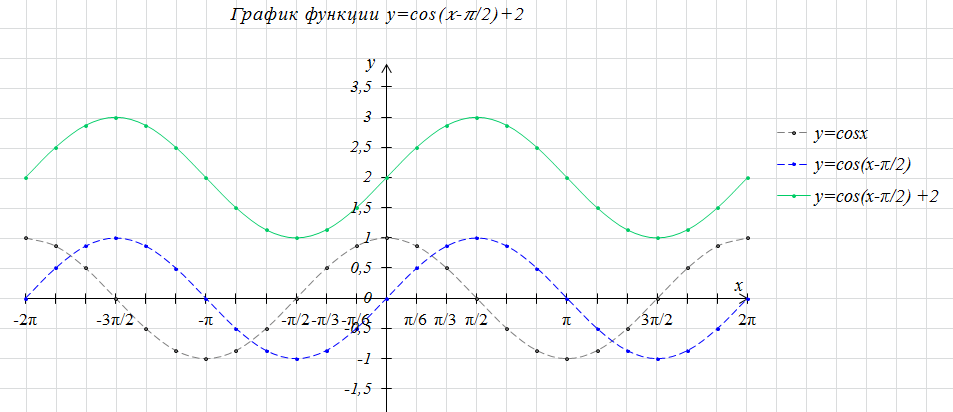 График функции y=cos(x-π/2)+2
y
3,5
3
2,5
2
1,5
1
0,5
0
-0,5
-1
-1,5
x
-2π -3π/2 -π -π/2 -π/3 -π/6 π/6 π/3 π/2 π 3π/2 2π
y=cosx
y=cos(x-π/2)
y=cos(x-π/2) +2